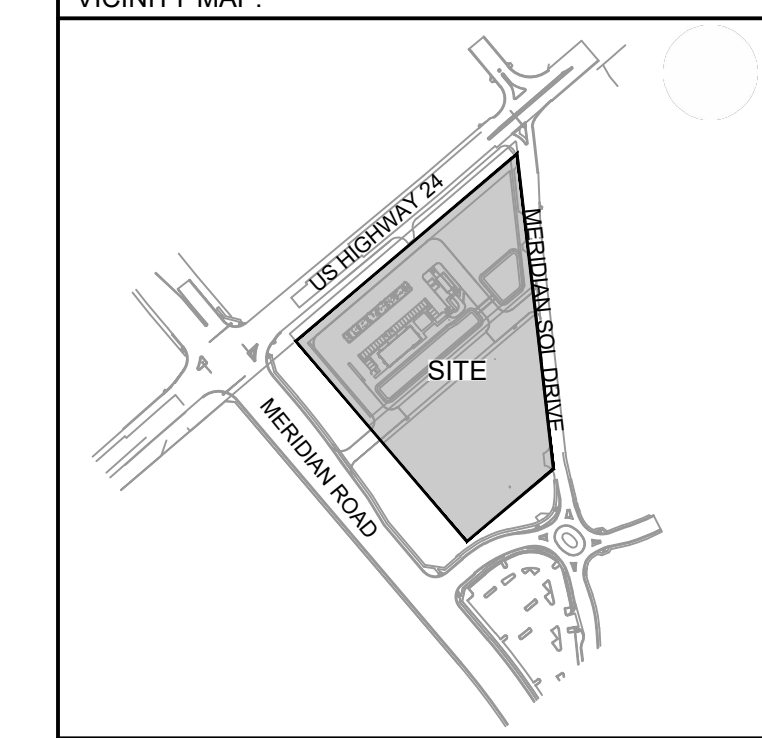 VICINITY MAP:
US HIGHWAY 24
MERIDIAN SOL DRIVE
SITE
MERIDIAN ROAD